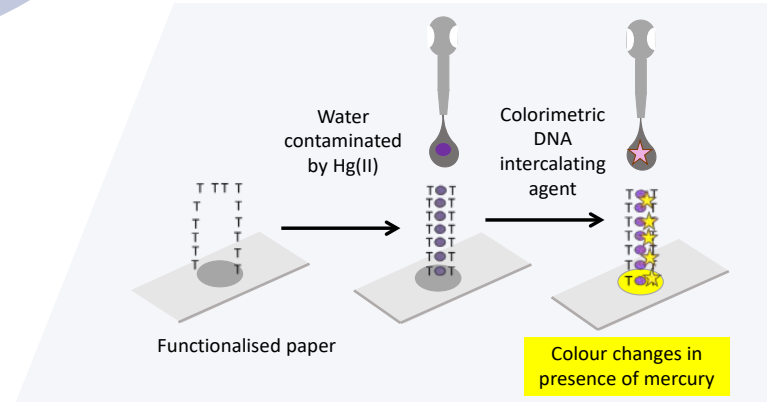 Water
contaminated
by Hg(II)
Colorimetric
DNA
intercalating
agent
T TT T
T T
T T
T T
T T
T T
T T
T T
T T
T T
T T
T T
T T
T T
T T
T
T
T
T
T
T
Functionalised paper
Colour changes in
presence of mercury